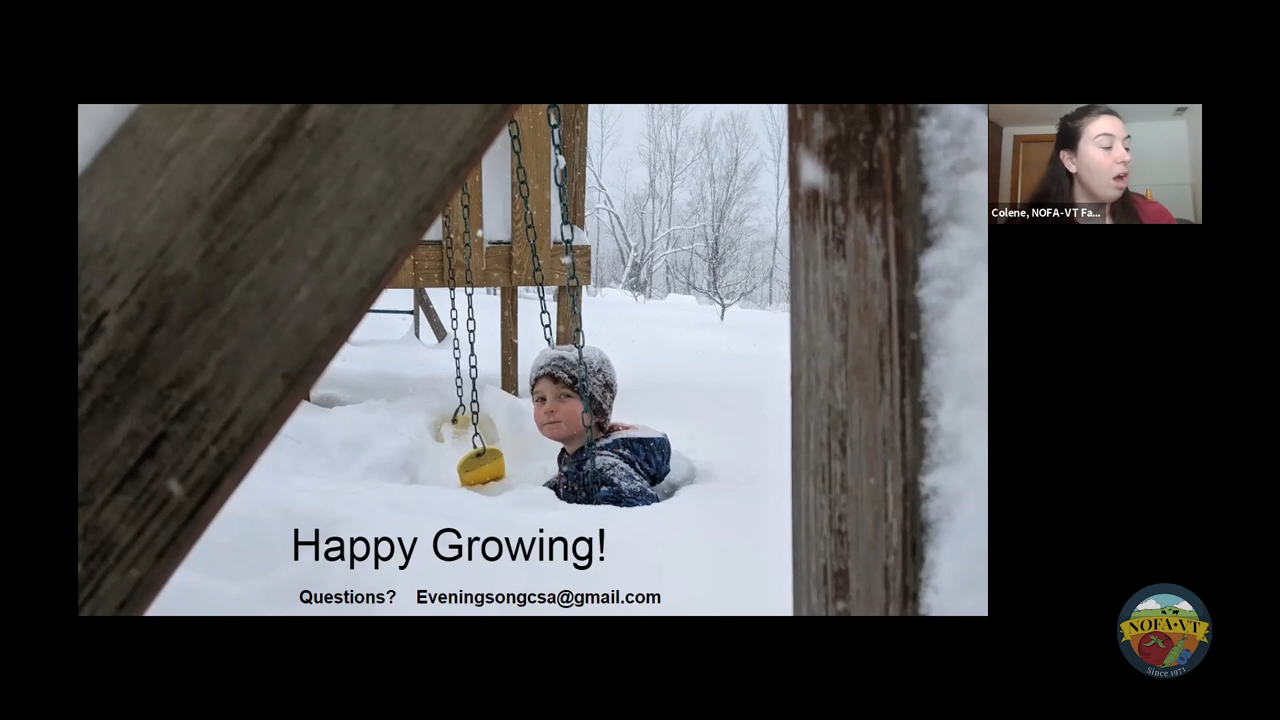 Colene, NOFA-VT Fa...
Happy Growing!
Questions? Eveningsongcsa@gmail.com
NOFA•VT
Since 1971